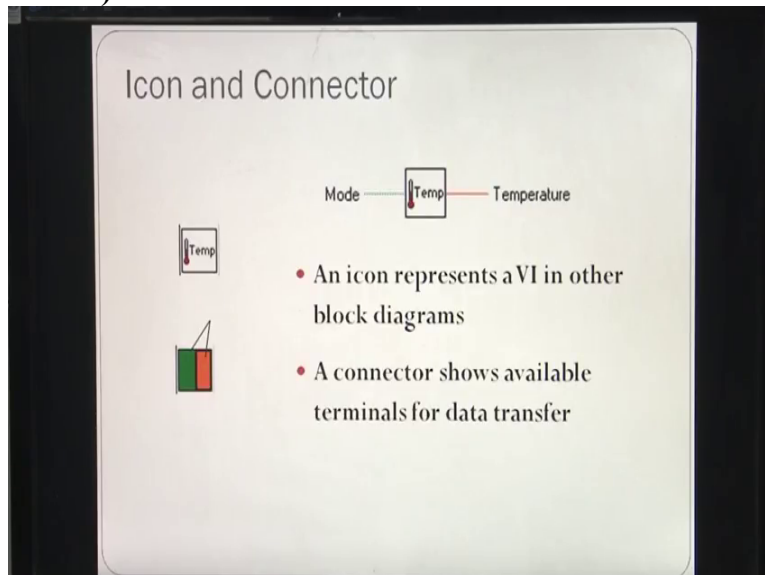 Icon and Connector
Mode Temp Temperature
Temp
• An icon represents a VI in other
block diagrams
• A connector shows available
terminals for data transfer